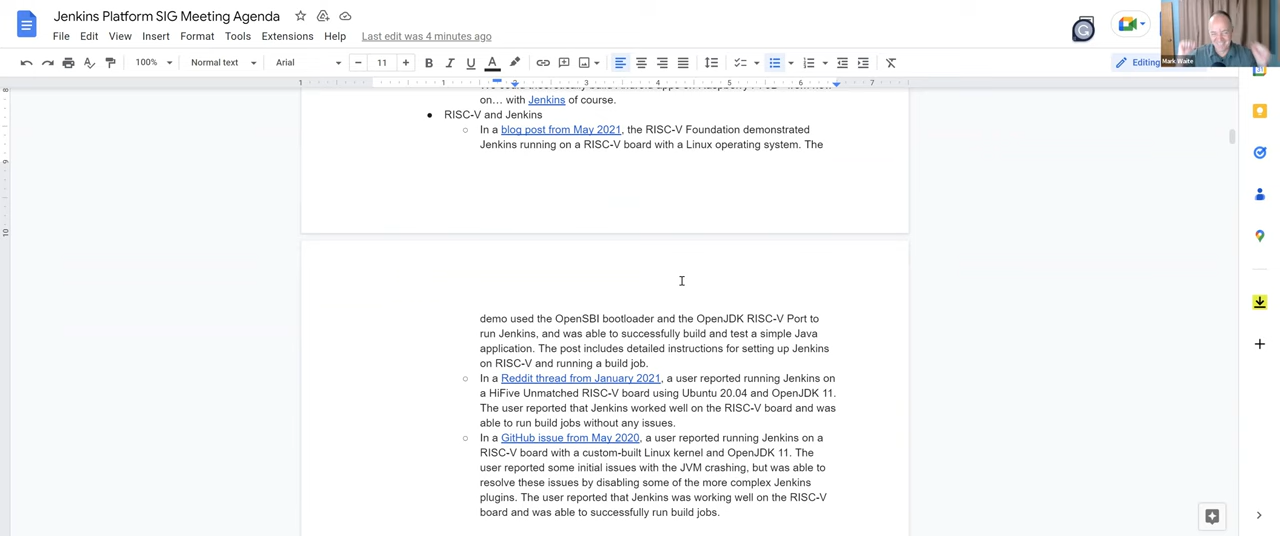 Jenkins Platform SIG Meeting Agenda
File Edit View Insert Format Tools Extensions Help Last edit was 4 minutes ago
100% Normal text Arial 11 Editing
Mark Waite
on… with Jenkins of course.
● RISC-V and Jenkins
○ In a blog post from May 2021, the RISC-V Foundation demonstrated
Jenkins running on a RISC-V board with a Linux operating system. The
demo used the OpenSBI bootloader and the OpenJDK RISC-V Port to
run Jenkins, and was able to successfully build and test a simple Java
application. The post includes detailed instructions for setting up Jenkins
on RISC-V and running a build job.
○ In a Reddit thread from January 2021, a user reported running Jenkins on
a HiFive Unmatched RISC-V board using Ubuntu 20.04 and OpenJDK 11.
The user reported that Jenkins worked well on the RISC-V board and was
able to run build jobs without any issues.
○ In a GitHub issue from May 2020, a user reported running Jenkins on a
RISC-V board with a custom-built Linux kernel and OpenJDK 11. The
user reported some initial issues with the JVM crashing, but was able to
resolve these issues by disabling some of the more complex Jenkins
plugins. The user reported that Jenkins was working well on the RISC-V
board and was able to successfully run build jobs.